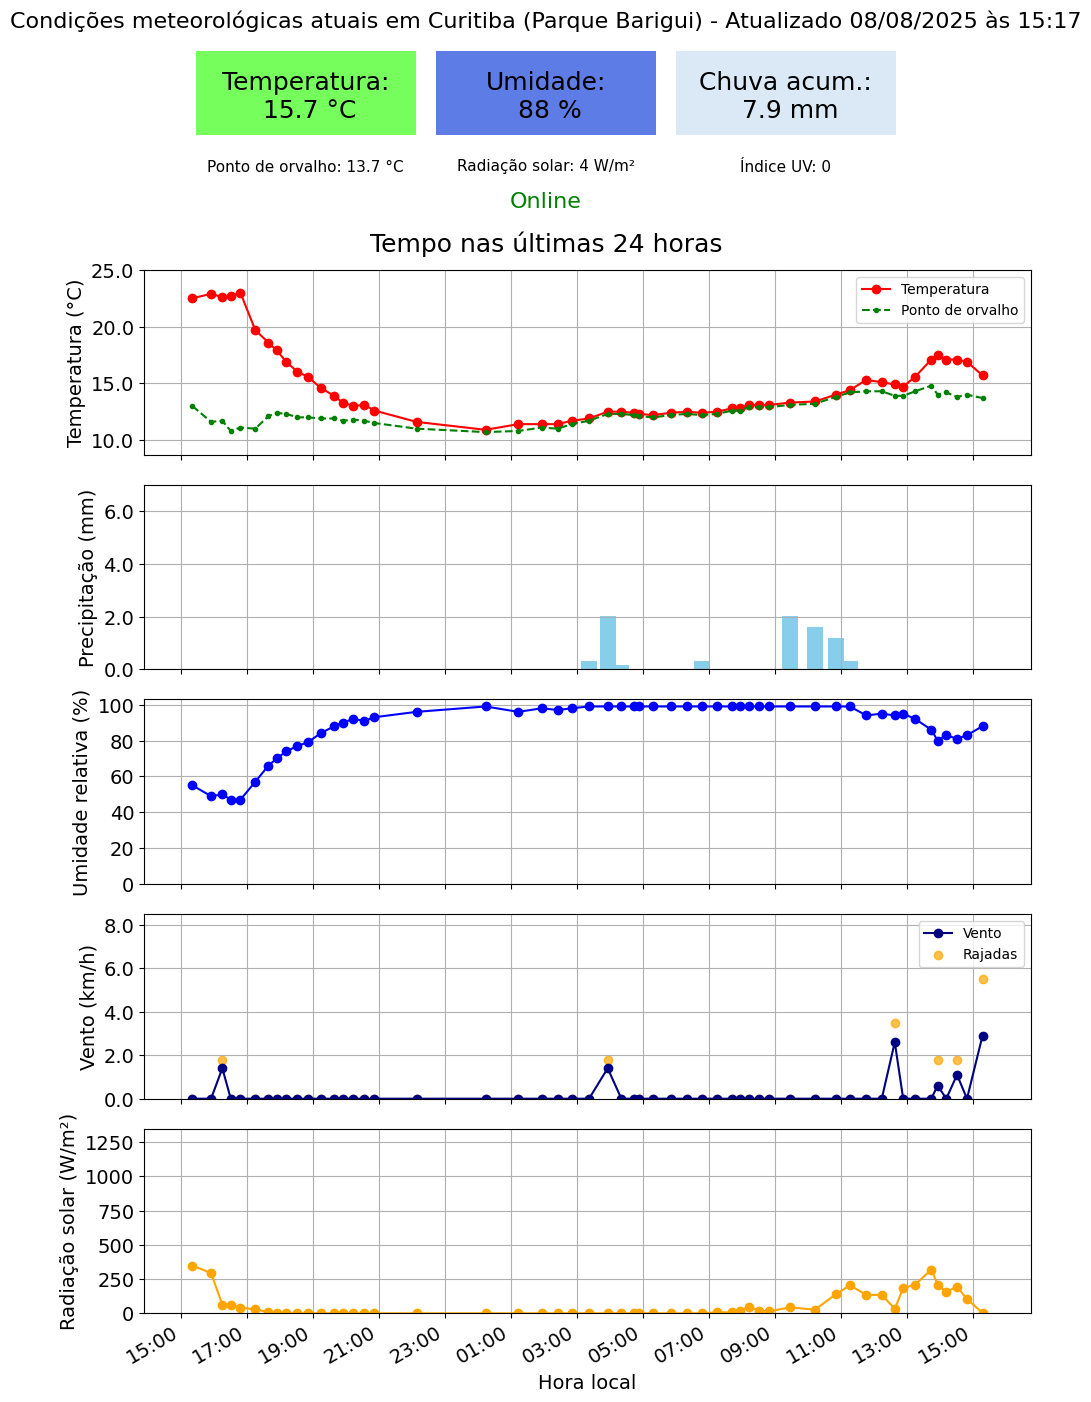 Condições meteorológicas atuais em Curitiba (Parque Barigui) - Atualizado 08/08/2025 às 15:17
Temperatura:
15.7 °C
Umidade:
88 %
Chuva acum.:
7.9 mm
Ponto de orvalho: 13.7 °C
Radiação solar: 4 W/m²
Índice UV: 0
Online
Tempo nas últimas 24 horas
Temperatura (°C)
25.0
20.0
15.0
10.0
Temperatura
Ponto de orvalho
Precipitação (mm)
6.0
4.0
2.0
0.0
Umidade relativa (%)
100
80
60
40
20
0
Vento (km/h)
8.0
6.0
4.0
2.0
0.0
Vento
Rajadas
Radiação solar (W/m²)
1250
1000
750
500
250
0
15:00
17:00
19:00
21:00
23:00
01:00
03:00
05:00
07:00
09:00
11:00
13:00
15:00
Hora local